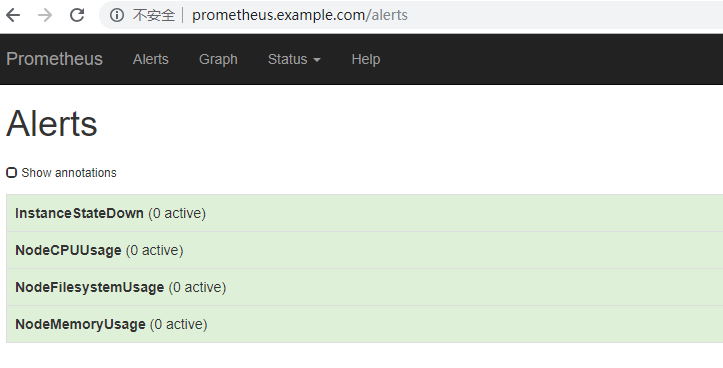 不安全 prometheus.example.com/alerts
Prometheus Alerts Graph Status Help
Alerts
Show annotations
InstanceStateDown (0 active)
NodeCPUUsage (0 active)
NodeFilesystemUsage (0 active)
NodeMemoryUsage (0 active)